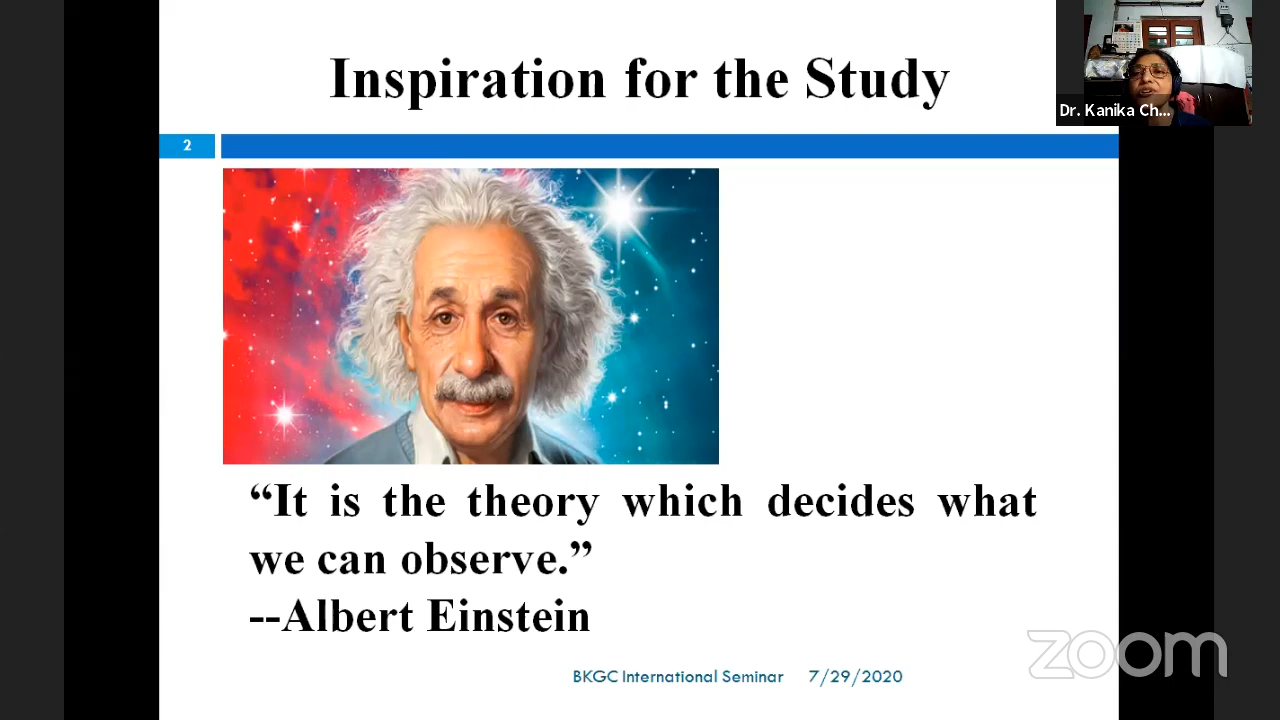 Inspiration for the Study
Dr. Kanika Ch...
2
“It is the theory which decides what
we can observe.”
--Albert Einstein
zoom
BKGC International Seminar 7/29/2020